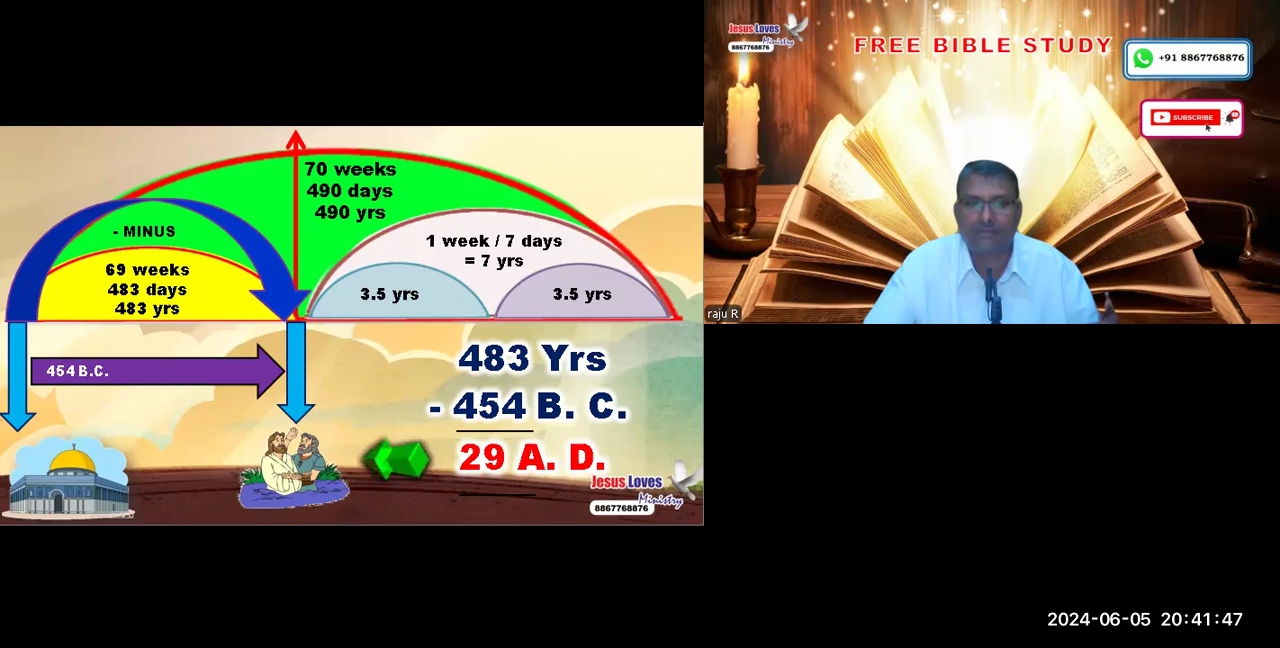 70 weeks
490 days
490 yrs
- MINUS
69 weeks
483 days
483 yrs
1 week / 7 days
= 7 yrs
3.5 yrs
3.5 yrs
454 B.C.
483 Yrs
- 454 B. C.
29 A. D.
Jesus Loves
Ministry
8867768876
Jesus Loves
Ministry
8867768876
FREE BIBLE STUDY
+91 8867768876
SUBSCRIBE
raju R
2024-06-05 20:41:47